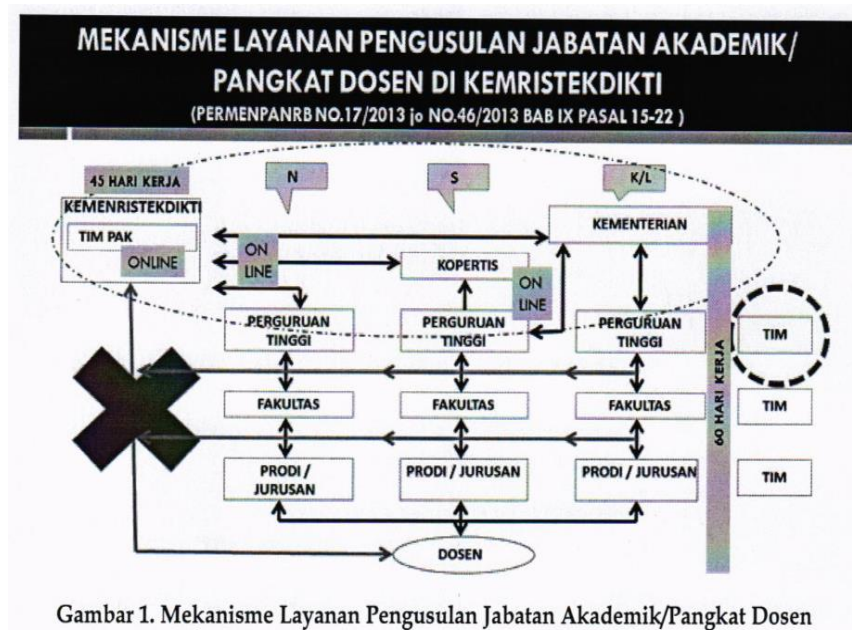 MEKANISME LAYANAN PENGUSULAN JABATAN AKADEMIK/
PANGKAT DOSEN DI KEMRISTEKDIKTI
(PERMENPANRB NO.17/2013 jo NO.46/2013 BAB IX PASAL 15-22 )
45 HARI KERJA
N
S
K/L
KEMENRISTEKDIKTI
TIM PAK
ONLINE
ON
LINE
KEMENTERIAN
KOPERTIS
ON
LINE
PERGURUAN
TINGGI
PERGURUAN
TINGGI
PERGURUAN
TINGGI
60 HARI KERJA
TIM
FAKULTAS
FAKULTAS
FAKULTAS
TIM
PRODI /
JURUSAN
PRODI / JURUSAN
PRODI / JURUSAN
TIM
DOSEN
Gambar 1. Mekanisme Layanan Pengusulan Jabatan Akademik/Pangkat Dosen